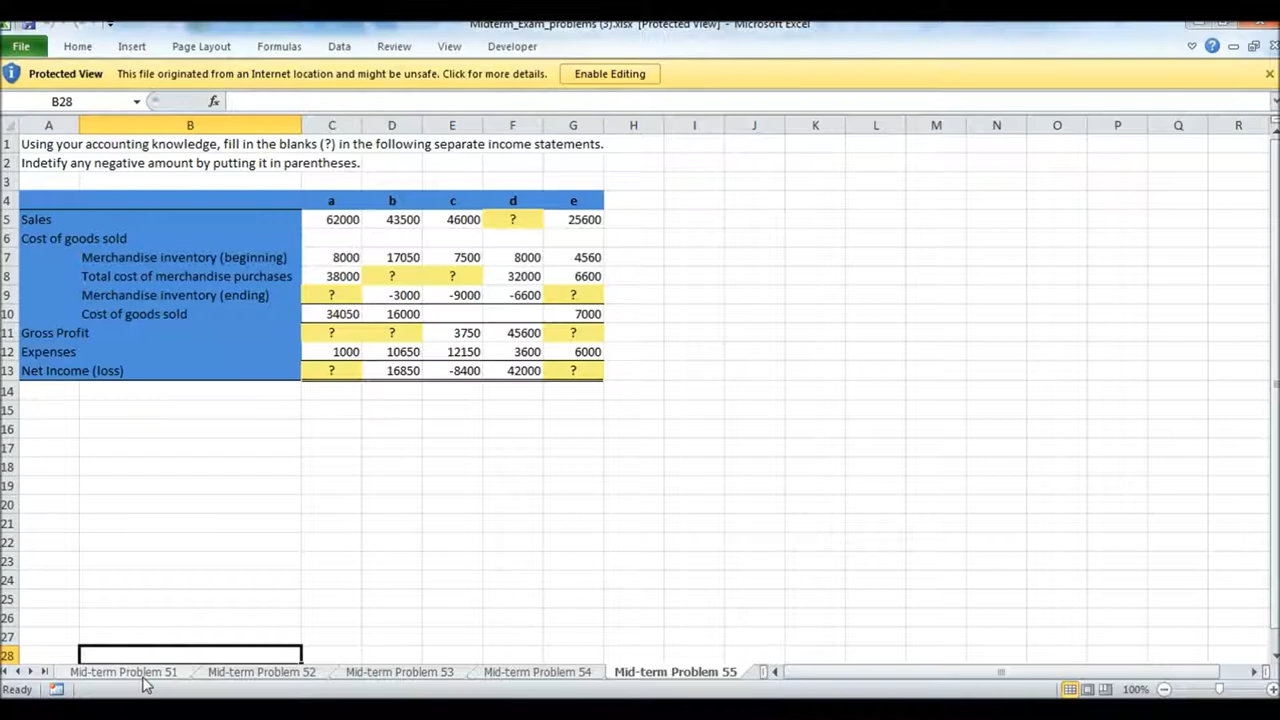 Midterm_Exam_problems (3).xlsx [Protected View] - Microsoft Excel
File Home Insert Page Layout Formulas Data Review View Developer
Protected View This file originated from an Internet location and might be unsafe. Click for more details. Enable Editing
B28 fx
A B C D E F G H I J K L M N O P Q R
1 Using your accounting knowledge, fill in the blanks (?) in the following separate income statements.
2 Indetify any negative amount by putting it in parentheses.
3
4 a b c d e
5 Sales 62000 43500 46000 ? 25600
6 Cost of goods sold
7 Merchandise inventory (beginning) 8000 17050 7500 8000 4560
8 Total cost of merchandise purchases 38000 ? ? 32000 6600
9 Merchandise inventory (ending) ? -3000 -9000 -6600 ?
10 Cost of goods sold 34050 16000 7000
11 Gross Profit ? ? 3750 45600 ?
12 Expenses 1000 10650 12150 3600 6000
13 Net Income (loss) ? 16850 -8400 42000 ?
14
15
16
17
18
19
20
21
22
23
24
25
26
27
28
Mid-term Problem 51 Mid-term Problem 52 Mid-term Problem 53 Mid-term Problem 54 Mid-term Problem 55
Ready 100%